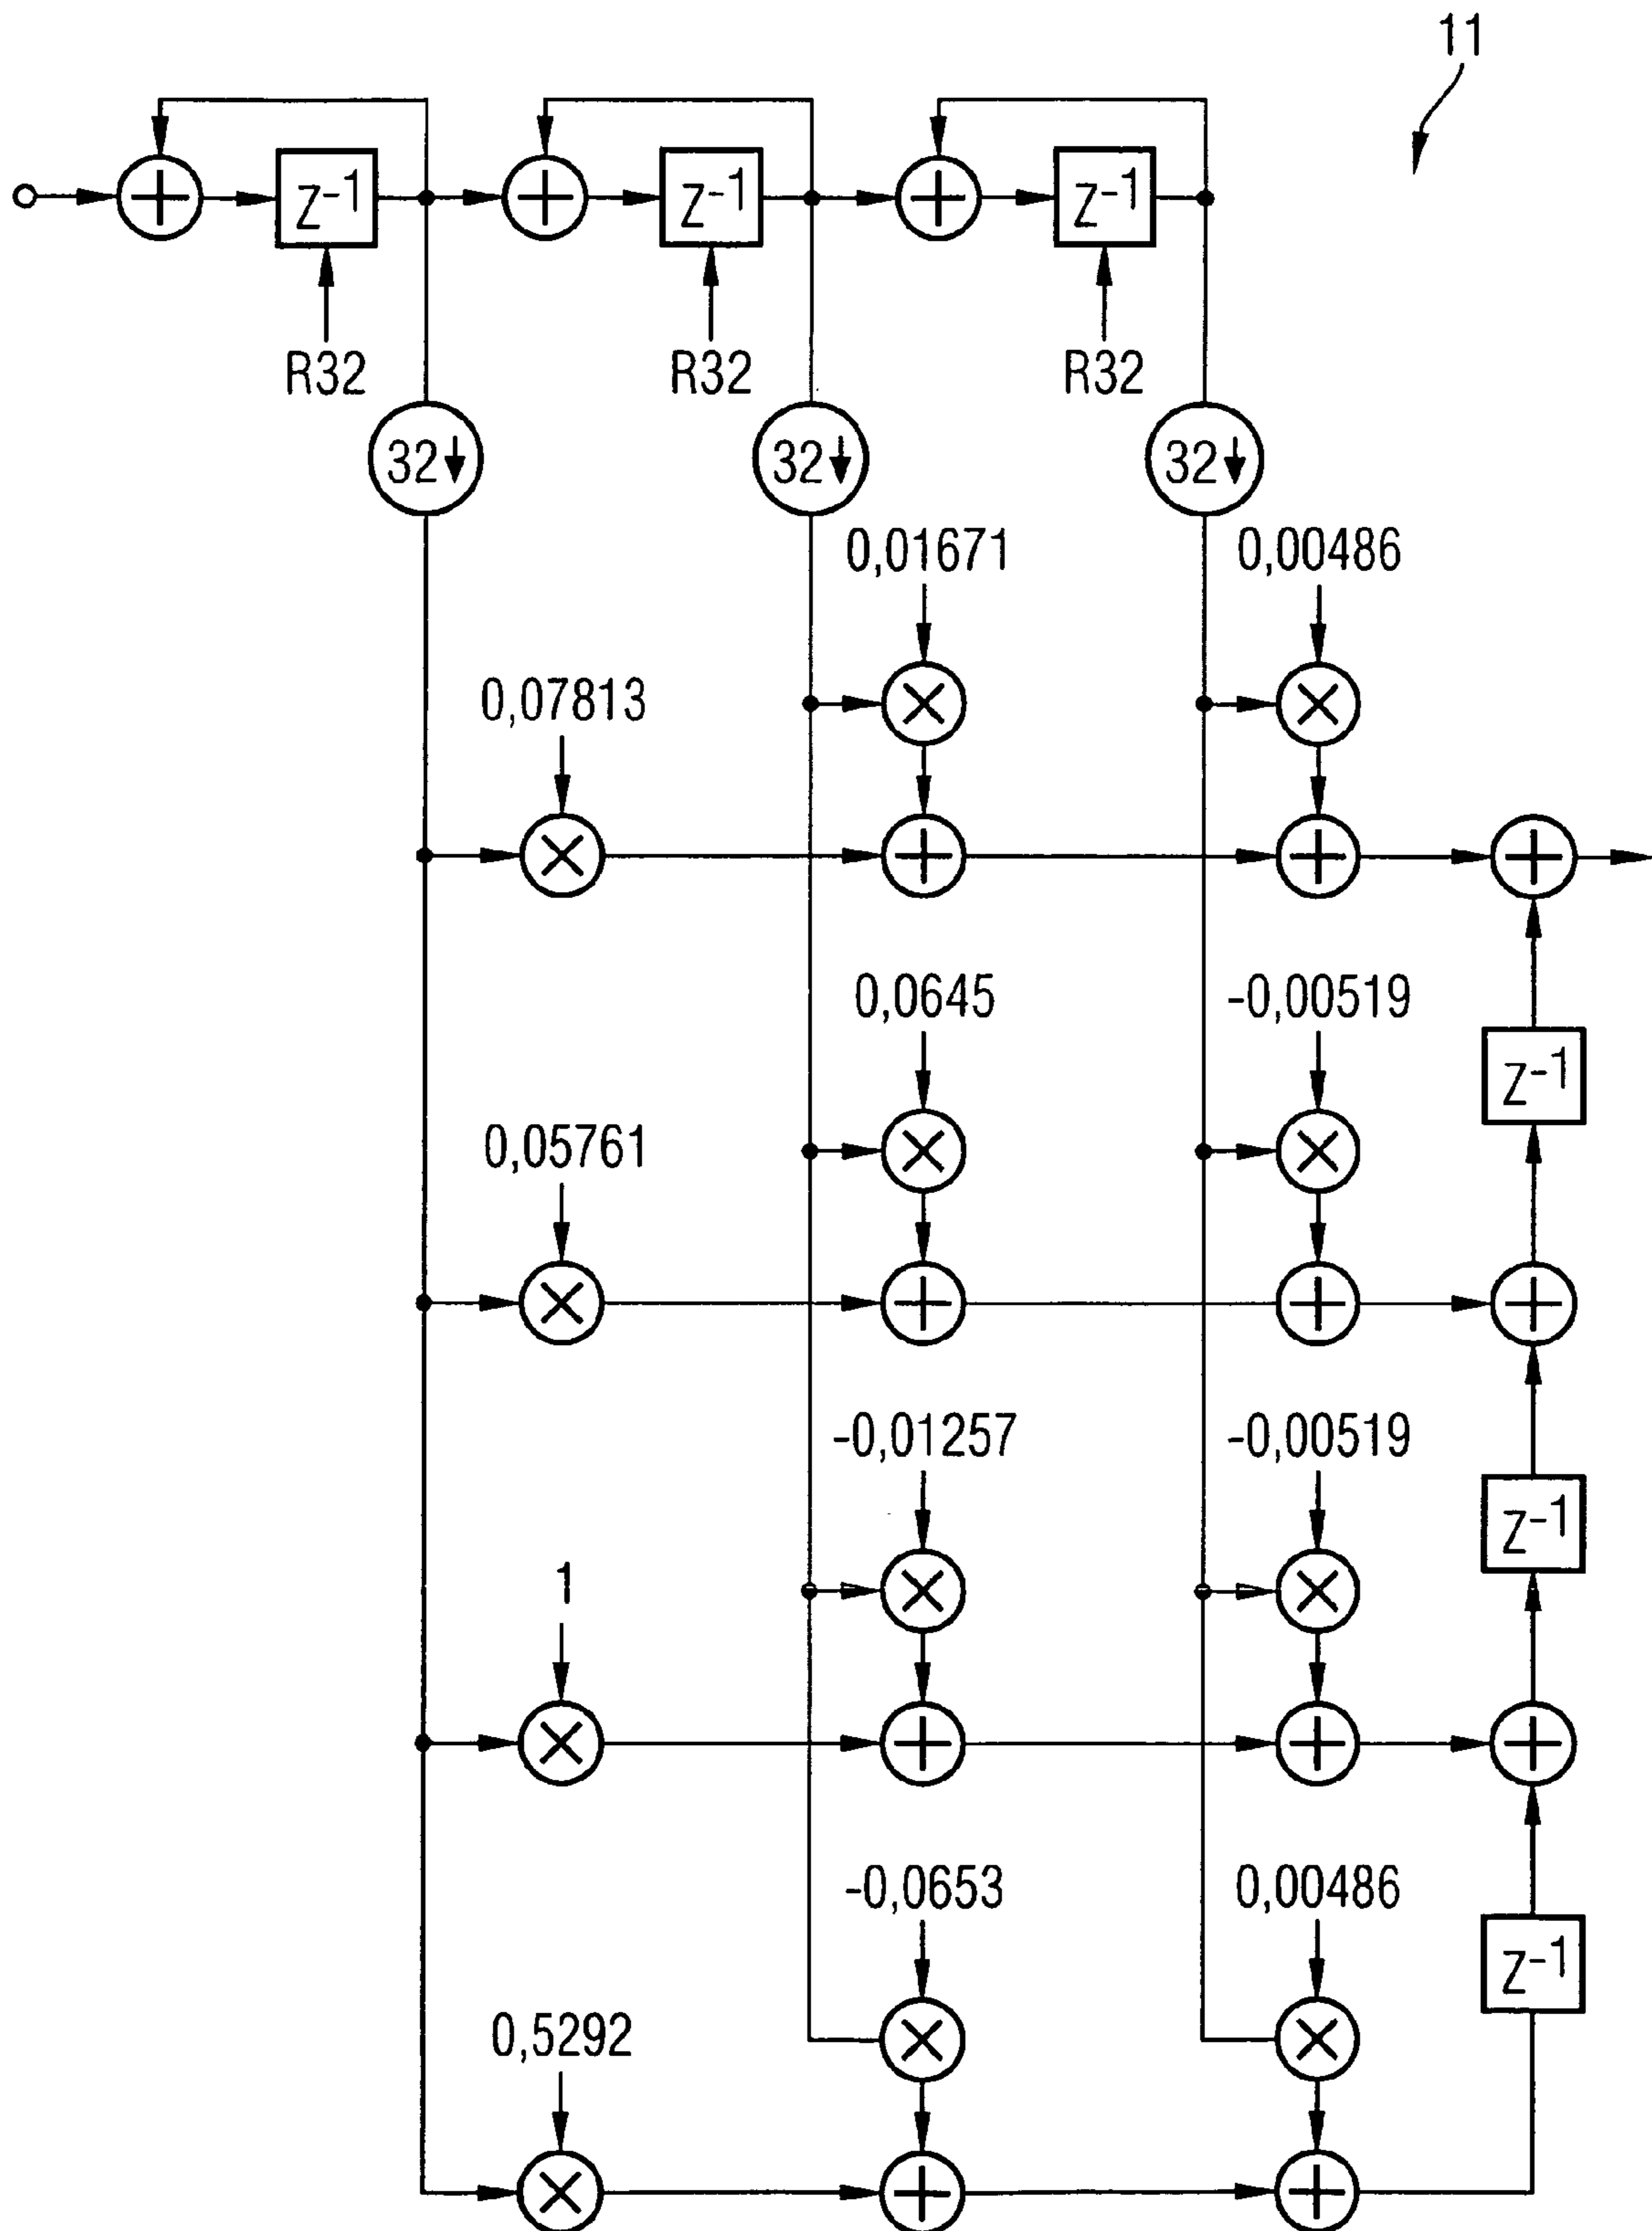 11
Z-1 Z-1 Z-1
R32 R32 R32
32↓ 32↓ 32↓
0,01671 0,00486
0,07813
0,0645 -0,00519
Z-1
0,05761
-0,01257 -0,00519
Z-1
1
-0,0653 0,00486
Z-1
0,5292